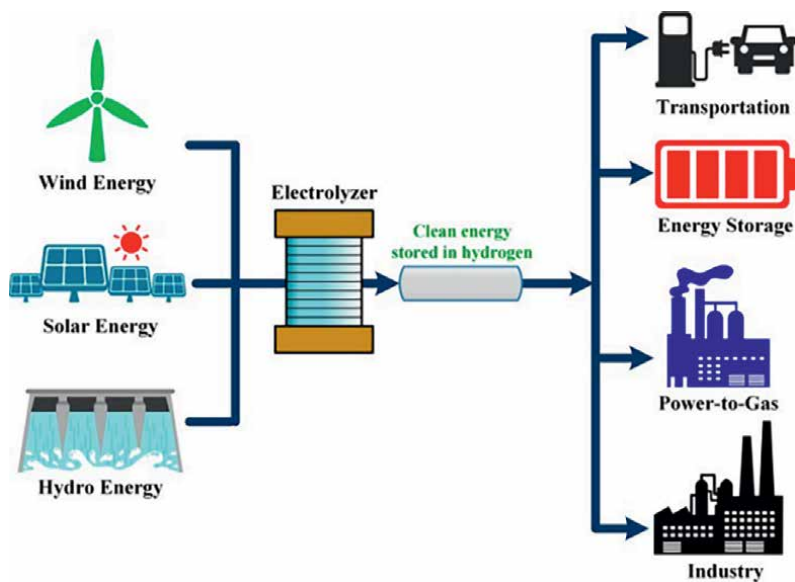 Wind Energy
Solar Energy
Hydro Energy
Electrolyzer
Clean energy
stored in hydrogen
Transportation
Energy Storage
Power-to-Gas
Industry